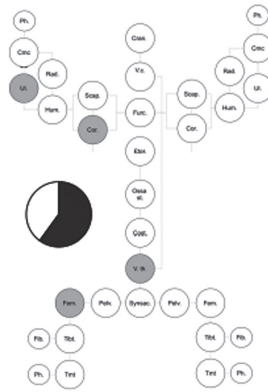 Ph.
Ph.
Cran.
Cmc
Cmc
Rad.
V.c.
Rad.
Ul.
Scap.
Scap.
Ul.
Hum.
Furc.
Hum.
Cor.
Cor.
Ster.
Ossa
st.
Cost.
V. th.
Fem.
Pelv.
Synsac.
Pelv.
Fem.
Fib.
Tibt.
Tibt.
Fib.
Ph.
Tmt
Tmt
Ph.